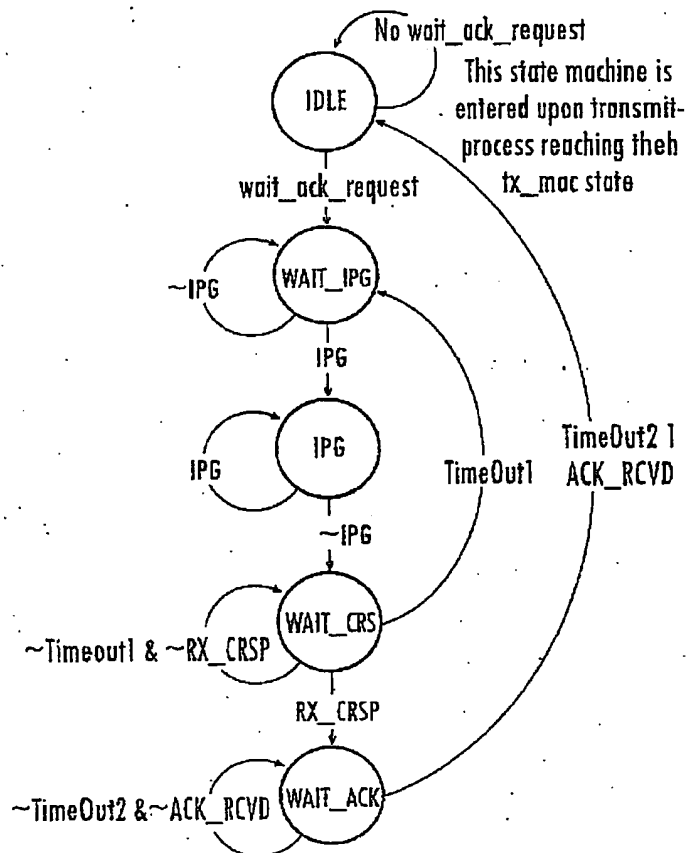 No wait_ack_request
IDLE
This state machine is
entered upon transmit-
process reaching theh
tx_mac state
wait_ack_request
WAIT_IPG
~IPG
IPG
IPG
IPG
TimeOut1
TimeOut2 1
ACK_RCVD
~IPG
WAIT_CRS
~Timeout1 & ~RX_CRSP
RX_CRSP
WAIT_ACK
~TimeOut2 &~ACK_RCVD